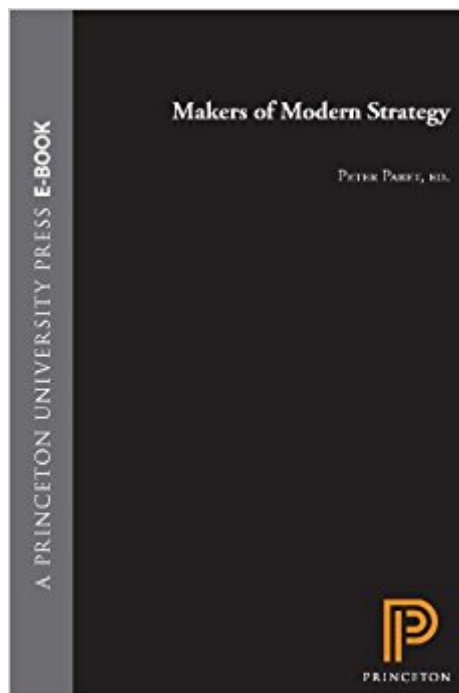 A PRINCETON UNIVERSITY PRESS E-BOOK
Makers of Modern Strategy
PETER PARET, ED.
PRINCETON